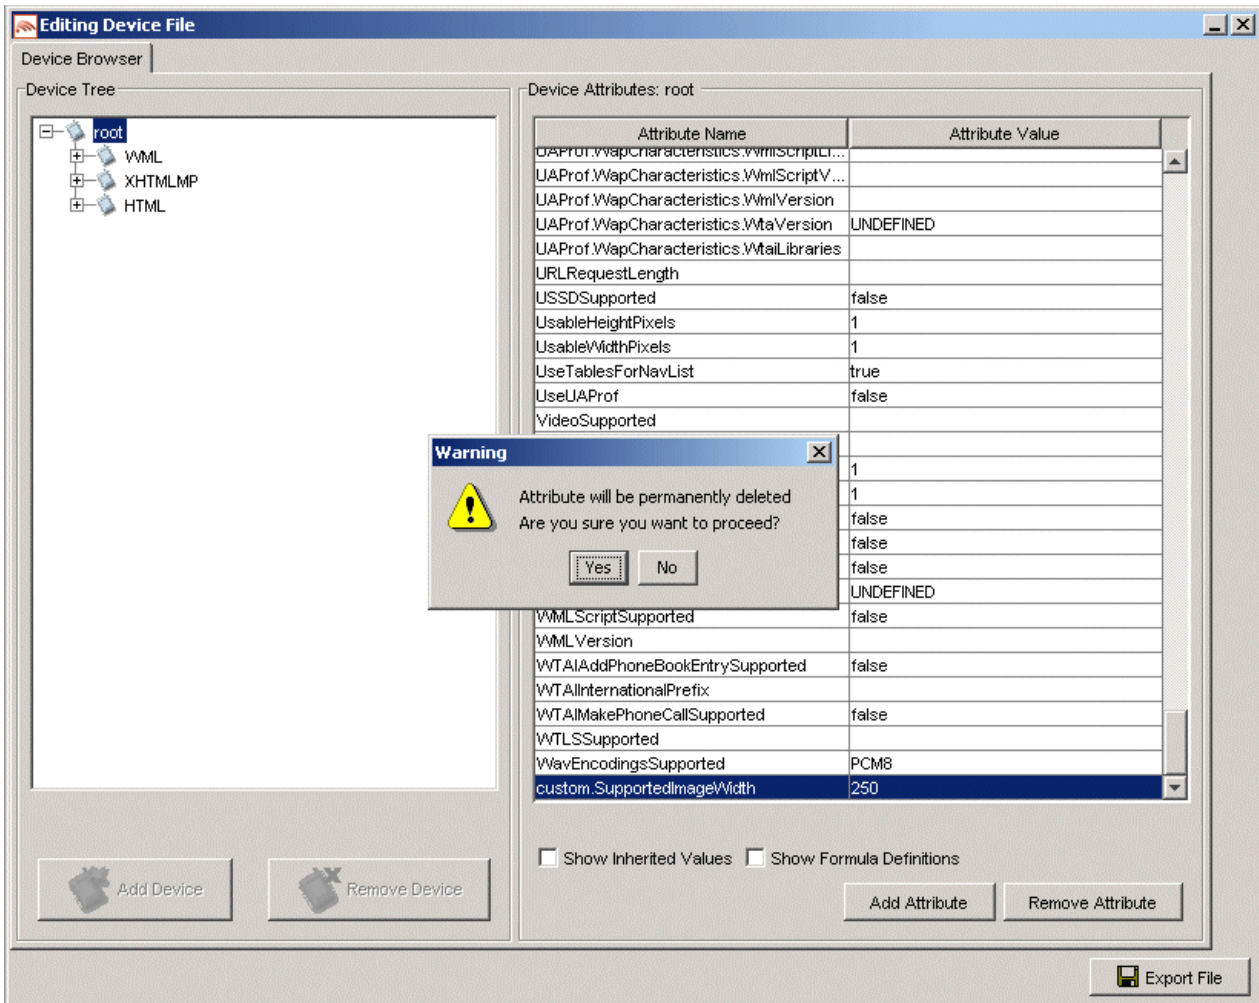 Editing Device File
Device Browser
Device Tree
root
WML
XHTMLMP
HTML
Add Device
Remove Device
Device Attributes: root
Attribute Name Attribute Value
UAProf.WapCharacteristics.WmlScriptLi...
UAProf.WapCharacteristics.WmlScriptV...
UAProf.WapCharacteristics.WmlVersion
UAProf.WapCharacteristics.WtaVersion UNDEFINED
UAProf.WapCharacteristics.WtaiLibraries
URLRequestLength
USSDSupported false
UsableHeightPixels 1
UsableWidthPixels 1
UseTablesForNavList true
UseUAProf false
VideoSupported
1
1
false
false
false
UNDEFINED
WMLScriptSupported false
WMLVersion
WTAIAddPhoneBookEntrySupported false
WTAIInternationalPrefix
WTAIMakePhoneCallSupported false
WTLSSupported
WavEncodingsSupported PCM8
custom.SupportedImageWidth 250
Show Inherited Values Show Formula Definitions
Add Attribute Remove Attribute
Warning
Attribute will be permanently deleted
Are you sure you want to proceed?
Yes No
Export File